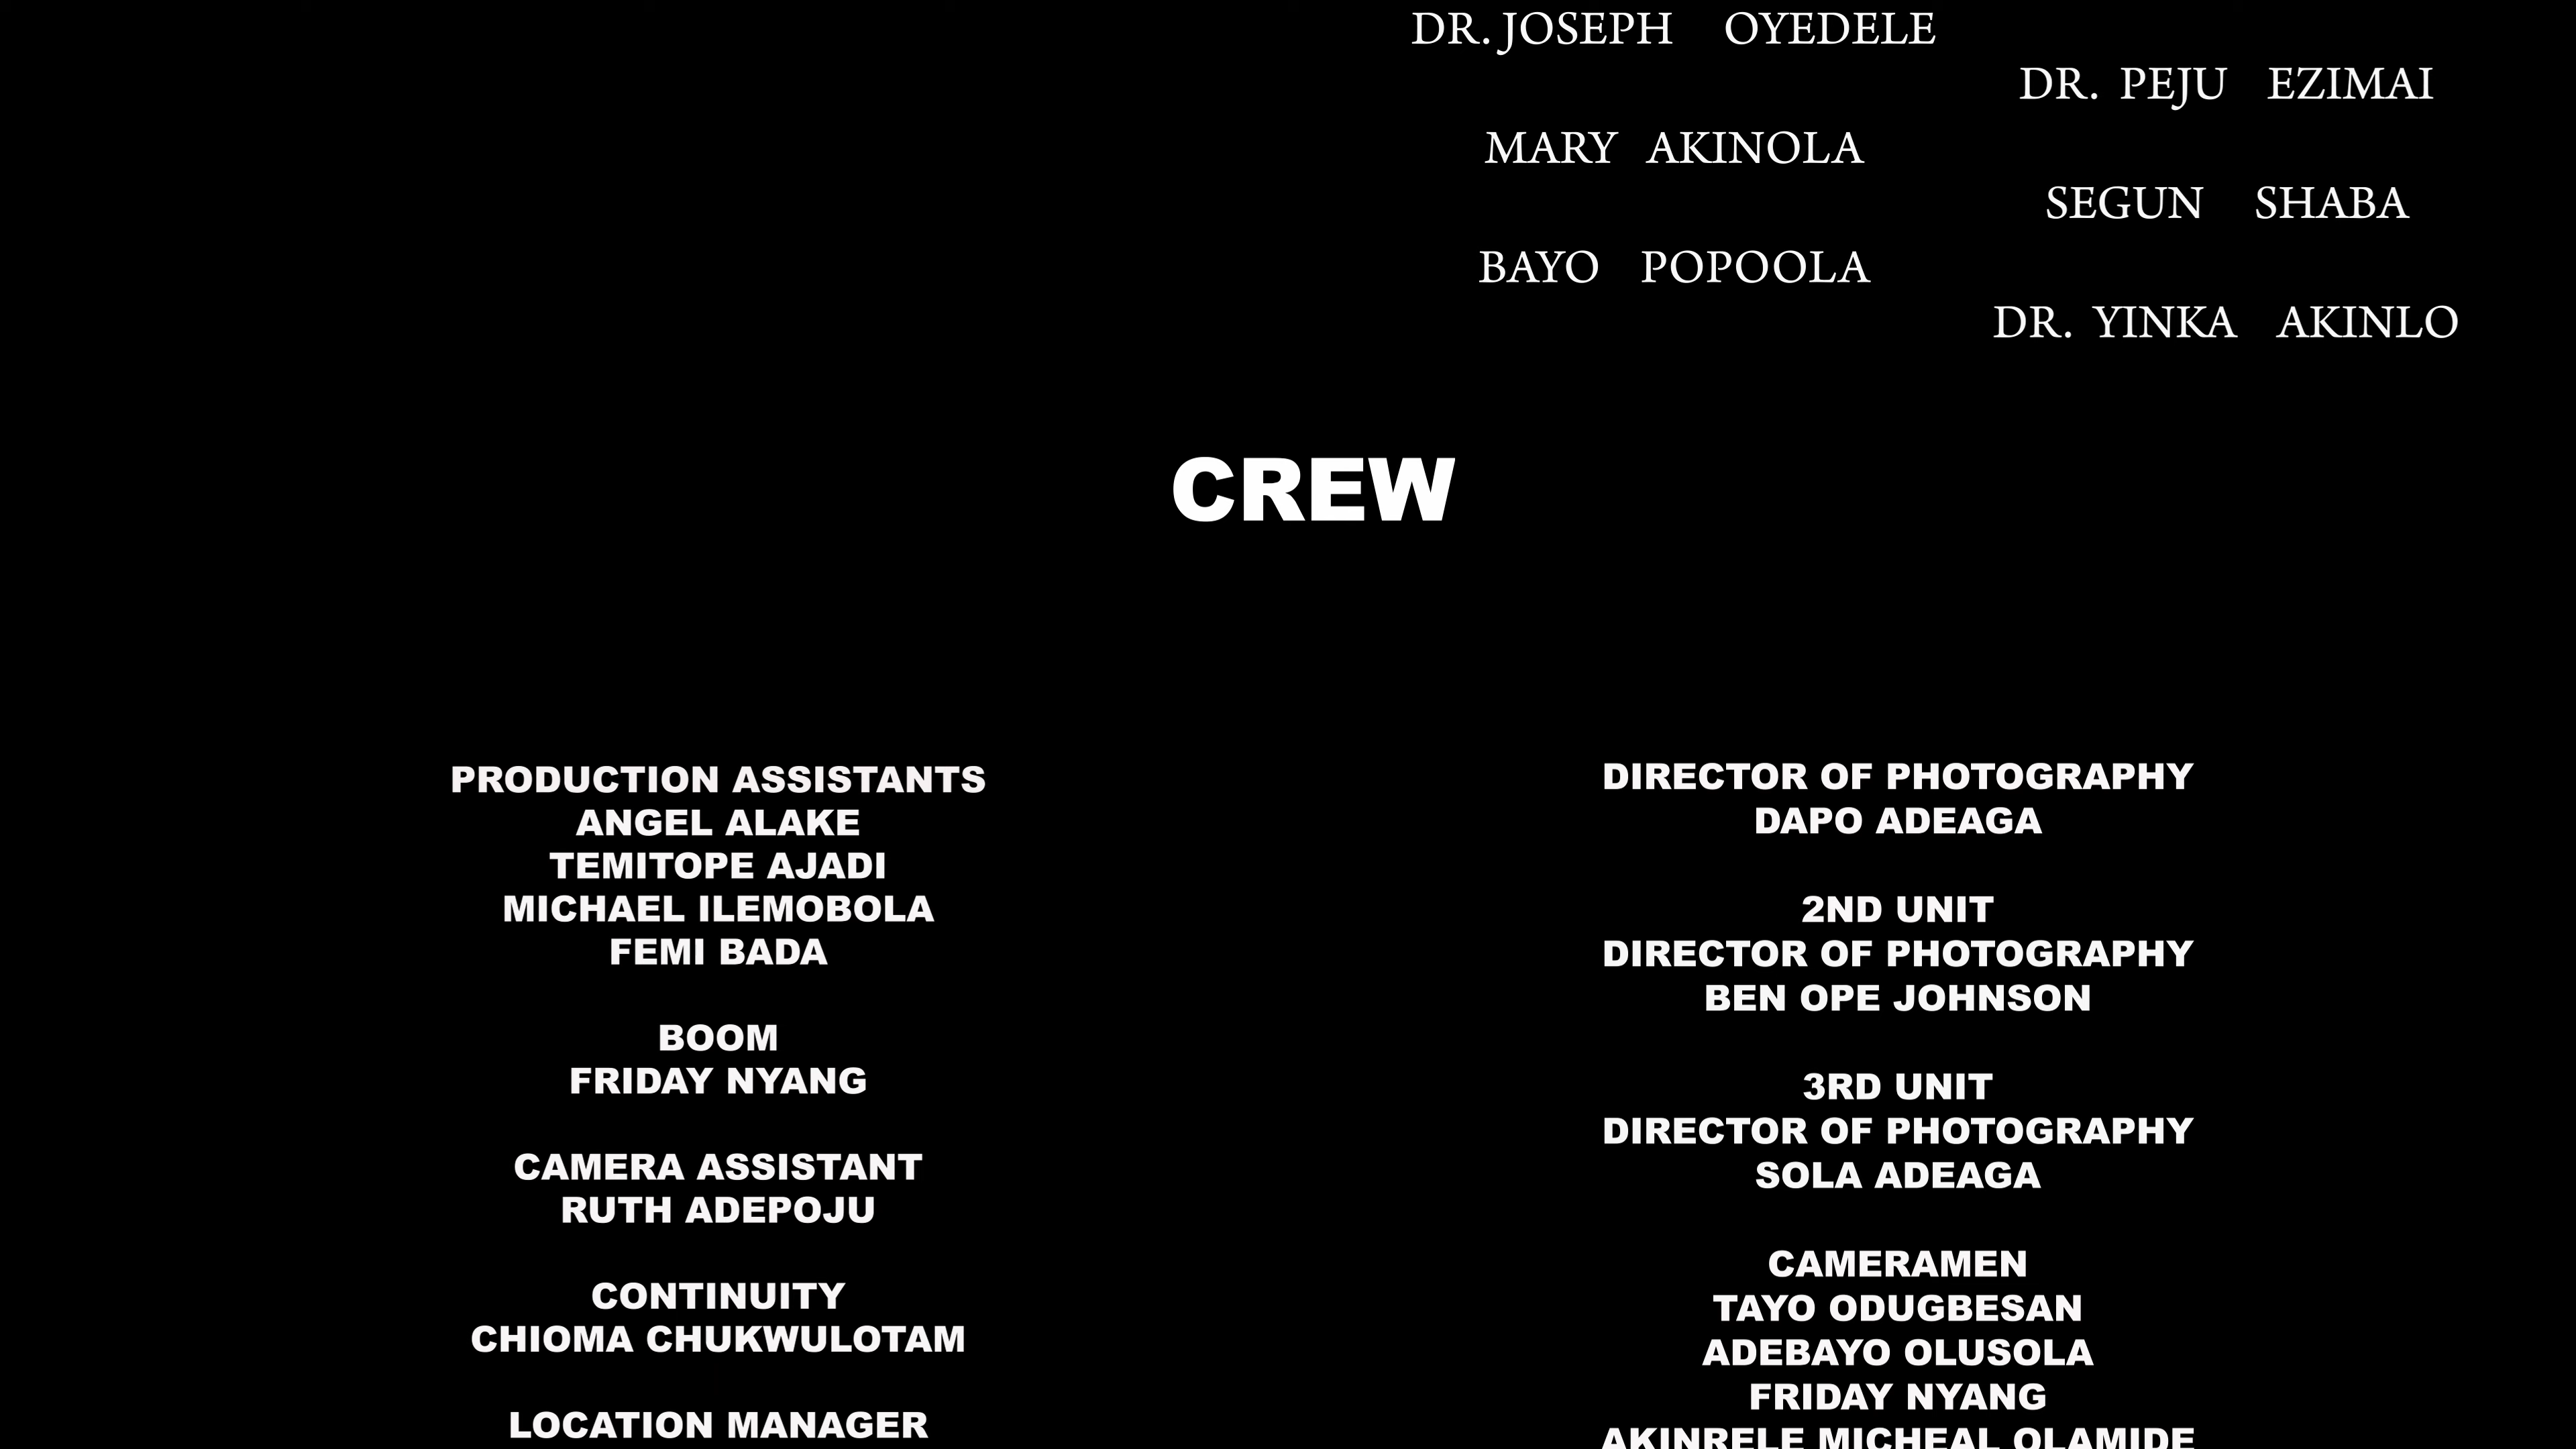 DR. JOSEPH OYEDELE
DR. PEJU EZIMAI
MARY AKINOLA
SEGUN SHABA
BAYO POPOOLA
DR. YINKA AKINLO
CREW
PRODUCTION ASSISTANTS
ANGEL ALAKE
TEMITOPE AJADI
MICHAEL ILEMOBOLA
FEMI BADA
BOOM
FRIDAY NYANG
CAMERA ASSISTANT
RUTH ADEPOJU
CONTINUITY
CHIOMA CHUKWULOTAM
LOCATION MANAGER
DIRECTOR OF PHOTOGRAPHY
DAPO ADEAGA
2ND UNIT
DIRECTOR OF PHOTOGRAPHY
BEN OPE JOHNSON
3RD UNIT
DIRECTOR OF PHOTOGRAPHY
SOLA ADEAGA
CAMERAMEN
TAYO ODUGBESAN
ADEBAYO OLUSOLA
FRIDAY NYANG
AKINRELE MICHEAL OLAMIDE